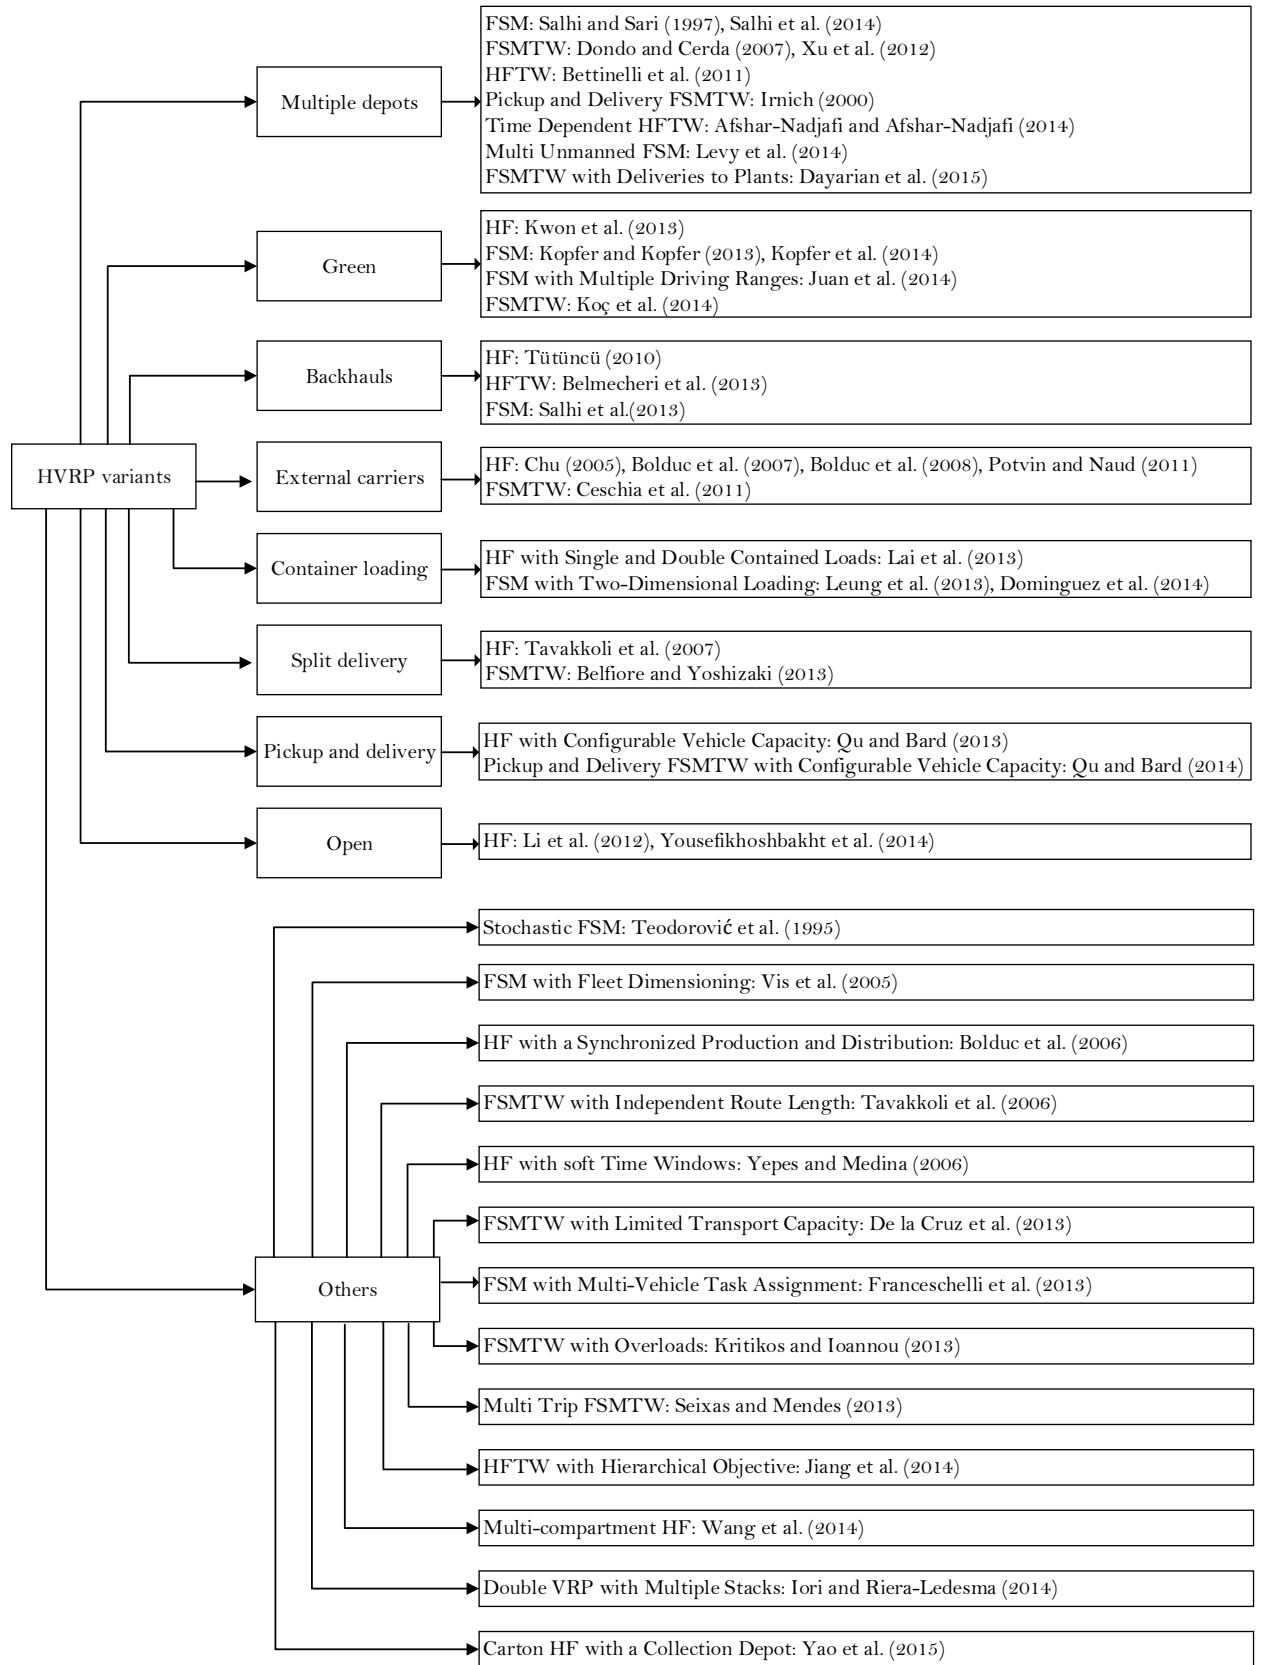 HVRP variants
Multiple depots
FSM: Salhi and Sari (1997), Salhi et al. (2014)
FSMTW: Dondo and Cerda (2007), Xu et al. (2012)
HFTW: Bettinelli et al. (2011)
Pickup and Delivery FSMTW: Irnich (2000)
Time Dependent HFTW: Afshar-Nadjafi and Afshar-Nadjafi (2014)
Multi Unmanned FSM: Levy et al. (2014)
FSMTW with Deliveries to Plants: Dayarian et al. (2015)
Green
HF: Kwon et al. (2013)
FSM: Kopfer and Kopfer (2013), Kopfer et al. (2014)
FSM with Multiple Driving Ranges: Juan et al. (2014)
FSMTW: Koç et al. (2014)
Backhauls
HF: Tütüncü (2010)
HFTW: Belmecheri et al. (2013)
FSM: Salhi et al.(2013)
External carriers
HF: Chu (2005), Bolduc et al. (2007), Bolduc et al. (2008), Potvin and Naud (2011)
FSMTW: Ceschia et al. (2011)
Container loading
HF with Single and Double Contained Loads: Lai et al. (2013)
FSM with Two-Dimensional Loading: Leung et al. (2013), Dominguez et al. (2014)
Split delivery
HF: Tavakkoli et al. (2007)
FSMTW: Belfiore and Yoshizaki (2013)
Pickup and delivery
HF with Configurable Vehicle Capacity: Qu and Bard (2013)
Pickup and Delivery FSMTW with Configurable Vehicle Capacity: Qu and Bard (2014)
Open
HF: Li et al. (2012), Yousefikhoshbakht et al. (2014)
Others
Stochastic FSM: Teodorović et al. (1995)
FSM with Fleet Dimensioning: Vis et al. (2005)
HF with a Synchronized Production and Distribution: Bolduc et al. (2006)
FSMTW with Independent Route Length: Tavakkoli et al. (2006)
HF with soft Time Windows: Yepes and Medina (2006)
FSMTW with Limited Transport Capacity: De la Cruz et al. (2013)
FSM with Multi-Vehicle Task Assignment: Franceschelli et al. (2013)
FSMTW with Overloads: Kritikos and Ioannou (2013)
Multi Trip FSMTW: Seixas and Mendes (2013)
HFTW with Hierarchical Objective: Jiang et al. (2014)
Multi-compartment HF: Wang et al. (2014)
Double VRP with Multiple Stacks: Iori and Riera-Ledesma (2014)
Carton HF with a Collection Depot: Yao et al. (2015)